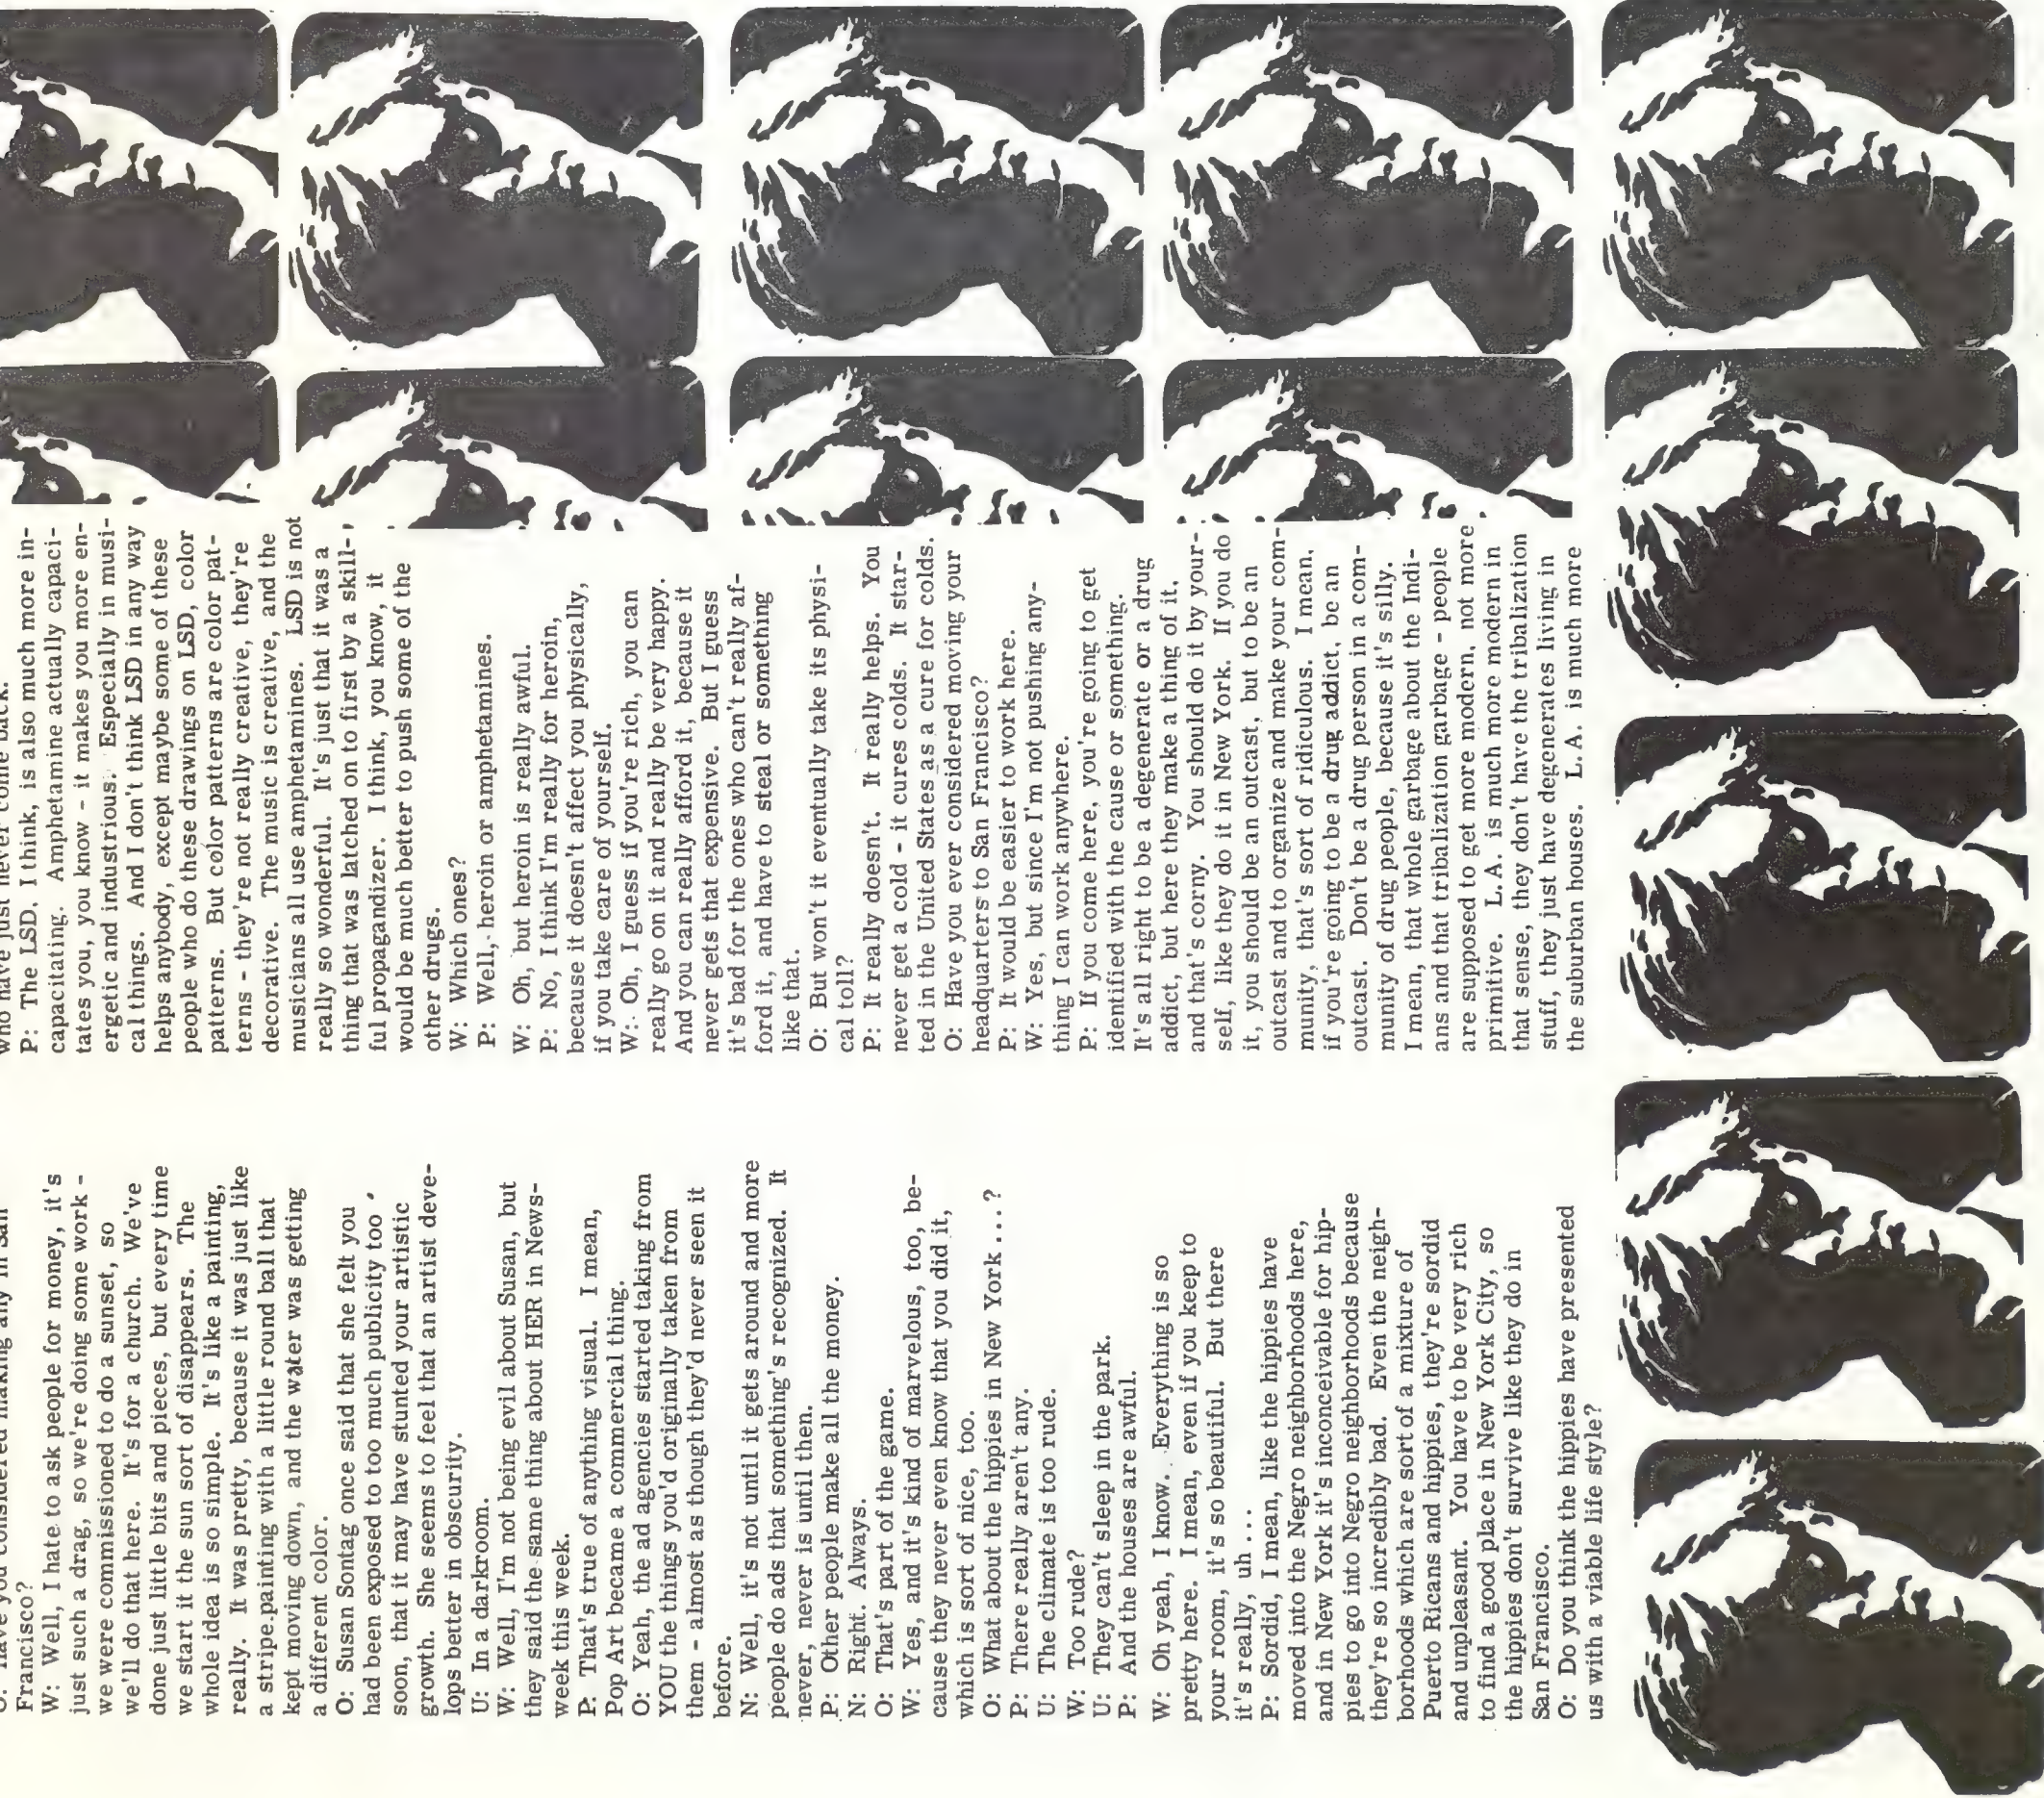 O: have you considered making any in San
Francisco?
W: Well, I hate to ask people for money, it's
just such a drag, so we're doing some work -
we were commissioned to do a sunset, so
we'll do that here. It's for a church. We've
done just little bits and pieces, but every time
we start it the sun sort of disappears. The
whole idea is so simple. It's like a painting,
really. It was pretty, because it was just like
a stripe painting with a little round ball that
kept moving down, and the water was getting
a different color.
O: Susan Sontag once said that she felt you
had been exposed to too much publicity too
soon, that it may have stunted your artistic
growth. She seems to feel that an artist deve-
lops better in obscurity.
U: In a darkroom.
W: Well, I'm not being evil about Susan, but
they said the same thing about HER in News-
week this week.
P: That's true of anything visual. I mean,
Pop Art became a commercial thing.
O: Yeah, the ad agencies started taking from
YOU the things you'd originally taken from
them - almost as though they'd never seen it
before.
N: Well, it's not until it gets around and more
people do ads that something's recognized. It
never, never is until then.
P: Other people make all the money.
N: Right. Always.
O: That's part of the game.
W: Yes, and it's kind of marvelous, too, be-
cause they never even know that you did it,
which is sort of nice, too.
O: What about the hippies in New York ...?
P: There really aren't any.
U: The climate is too rude.
W: Too rude?
U: They can't sleep in the park.
P: And the houses are awful.
W: Oh yeah, I know. Everything is so
pretty here. I mean, even if you keep to
your room, it's so beautiful. But there
it's really, uh ...
P: Sordid, I mean, like the hippies have
moved into the Negro neighborhoods here,
and in New York it's inconceivable for hip-
pies to go into Negro neighborhoods because
they're so incredibly bad. Even the neigh-
borhoods which are sort of a mixture of
Puerto Ricans and hippies, they're sordid
and unpleasant. You have to be very rich
to find a good place in New York City, so
the hippies don't survive like they do in
San Francisco.
O: Do you think the hippies have presented
us with a viable life style?
who have just never come back.
P: The LSD, I think, is also much more in-
capacitating. Amphetamine actually capaci-
tates you, you know - it makes you more en-
ergetic and industrious. Especially in musi-
cal things. And I don't think LSD in any way
helps anybody, except maybe some of these
people who do these drawings on LSD, color
patterns. But color patterns are color pat-
terns - they're not really creative, they're
decorative. The music is creative, and the
musicians all use amphetamines. LSD is not
really so wonderful. It's just that it was a
thing that was latched on to first by a skill-
ful propagandizer. I think, you know, it
would be much better to push some of the
other drugs.
W: Which ones?
P: Well, heroin or amphetamines.
W: Oh, but heroin is really awful.
P: No, I think I'm really for heroin,
because it doesn't affect you physically,
if you take care of yourself.
W: Oh, I guess if you're rich, you can
really go on it and really be very happy.
And you can really afford it, because it
never gets that expensive. But I guess
it's bad for the ones who can't really af-
ford it, and have to steal or something
like that.
O: But won't it eventually take its physi-
cal toll?
P: It really doesn't. It really helps. You
never get a cold - it cures colds. It star-
ted in the United States as a cure for colds.
O: Have you ever considered moving your
headquarters to San Francisco?
P: It would be easier to work here.
W: Yes, but since I'm not pushing any-
thing I can work anywhere.
P: If you come here, you're going to get
identified with the cause or something.
It's all right to be a degenerate or a drug
addict, but here they make a thing of it,
and that's corny. You should do it by your-
self, like they do it in New York. If you do
it, you should be an outcast, but to be an
outcast and to organize and make your com-
munity, that's sort of ridiculous. I mean,
if you're going to be a drug addict, be an
outcast. Don't be a drug person in a com-
munity of drug people, because it's silly.
I mean, that whole garbage about the Indi-
ans and that tribalization garbage - people
are supposed to get more modern, not more
primitive. L.A. is much more modern in
that sense, they don't have the tribalization
stuff, they just have degenerates living in
the suburban houses. L.A. is much more